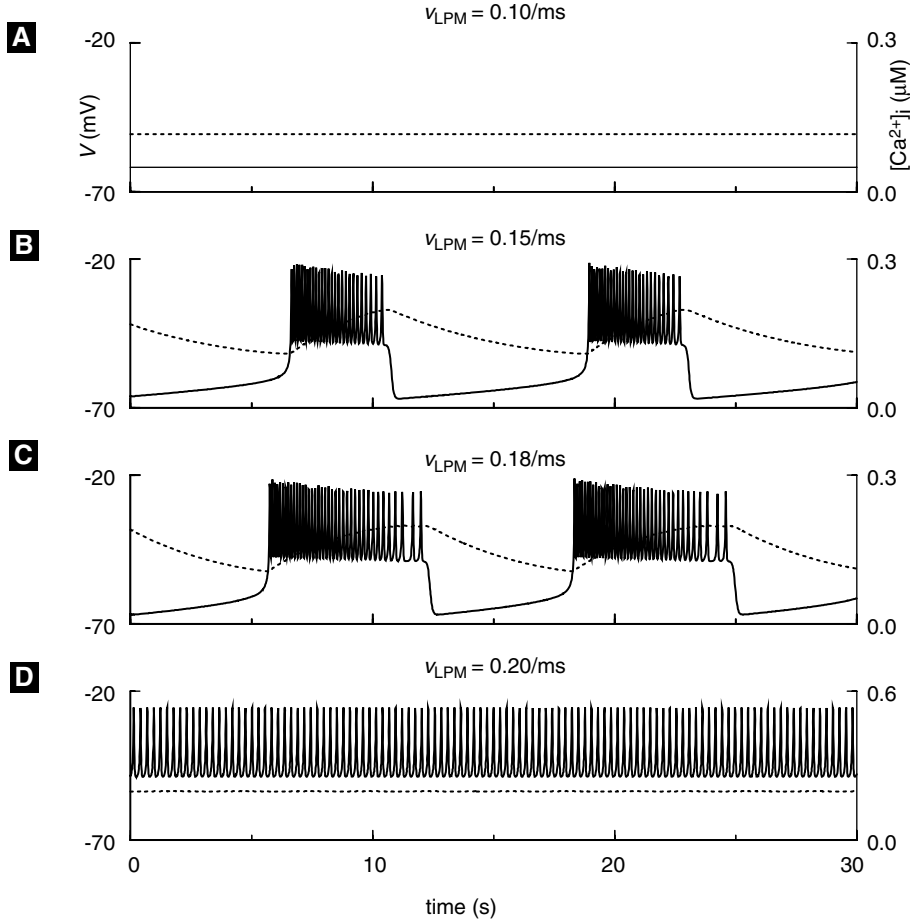 v_LPM = 0.10/ms
A
-20
0.3
V (mV)
[Ca²⁺]ᵢ (μM)
-70
0.0
v_LPM = 0.15/ms
B
-20
0.3
-70
0.0
v_LPM = 0.18/ms
C
-20
0.3
-70
0.0
v_LPM = 0.20/ms
D
-20
0.6
-70
0.0
0 10 20 30
time (s)